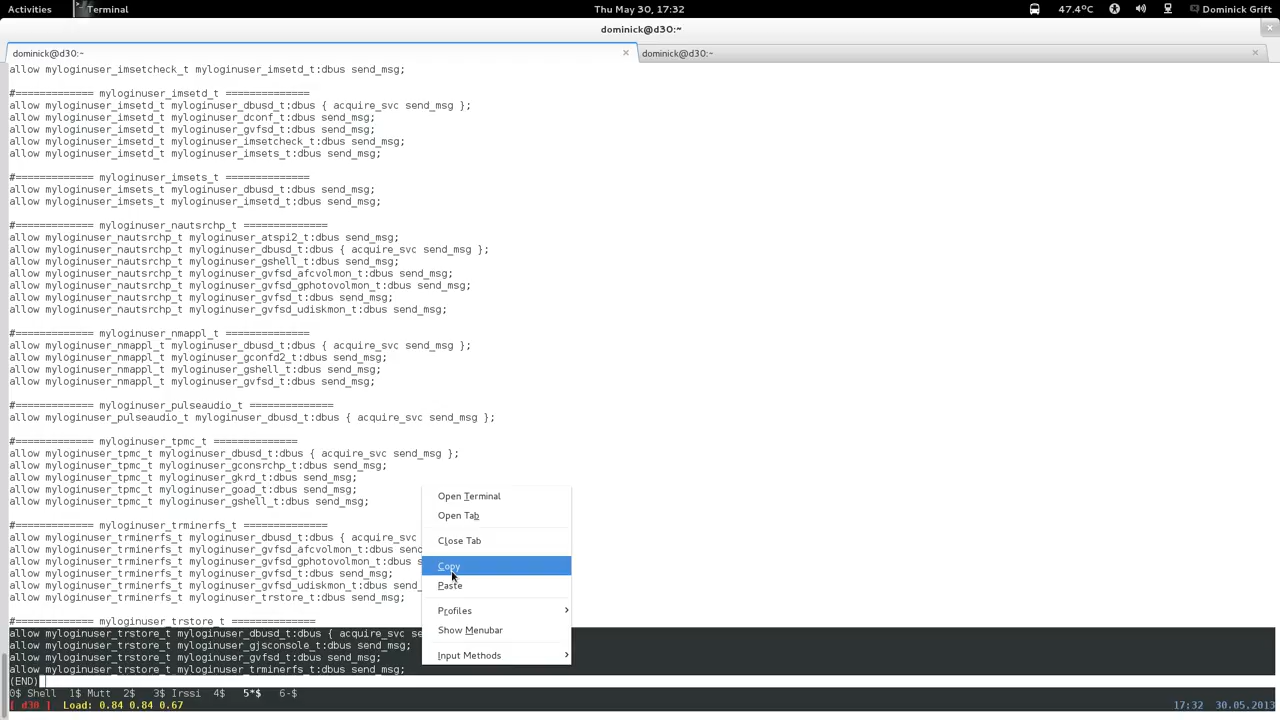 Activities Terminal Thu May 30, 17:32 47.4°C Dominick Grift
dominick@d30:~
dominick@d30:~ dominick@d30:~
allow myloginuser_imsetcheck_t myloginuser_imsetd_t:dbus send_msg;
#============= myloginuser_imsetd_t ==============
allow myloginuser_imsetd_t myloginuser_dbusd_t:dbus { acquire_svc send_msg };
allow myloginuser_imsetd_t myloginuser_dconf_t:dbus send_msg;
allow myloginuser_imsetd_t myloginuser_gvfsd_t:dbus send_msg;
allow myloginuser_imsetd_t myloginuser_imsetcheck_t:dbus send_msg;
allow myloginuser_imsetd_t myloginuser_imsets_t:dbus send_msg;
#============= myloginuser_imsets_t ==============
allow myloginuser_imsets_t myloginuser_dbusd_t:dbus send_msg;
allow myloginuser_imsets_t myloginuser_imsetd_t:dbus send_msg;
#============= myloginuser_nautsrchp_t ==============
allow myloginuser_nautsrchp_t myloginuser_atspi2_t:dbus send_msg;
allow myloginuser_nautsrchp_t myloginuser_dbusd_t:dbus { acquire_svc send_msg };
allow myloginuser_nautsrchp_t myloginuser_gshell_t:dbus send_msg;
allow myloginuser_nautsrchp_t myloginuser_gvfsd_afcvolmon_t:dbus send_msg;
allow myloginuser_nautsrchp_t myloginuser_gvfsd_gphotovolmon_t:dbus send_msg;
allow myloginuser_nautsrchp_t myloginuser_gvfsd_t:dbus send_msg;
allow myloginuser_nautsrchp_t myloginuser_gvfsd_udiskmon_t:dbus send_msg;
#============= myloginuser_nmappl_t ==============
allow myloginuser_nmappl_t myloginuser_dbusd_t:dbus { acquire_svc send_msg };
allow myloginuser_nmappl_t myloginuser_gconfd2_t:dbus send_msg;
allow myloginuser_nmappl_t myloginuser_gshell_t:dbus send_msg;
allow myloginuser_nmappl_t myloginuser_gvfsd_t:dbus send_msg;
#============= myloginuser_pulseaudio_t ==============
allow myloginuser_pulseaudio_t myloginuser_dbusd_t:dbus { acquire_svc send_msg };
#============= myloginuser_tpmc_t ==============
allow myloginuser_tpmc_t myloginuser_dbusd_t:dbus { acquire_svc send_msg };
allow myloginuser_tpmc_t myloginuser_gconsrchp_t:dbus send_msg;
allow myloginuser_tpmc_t myloginuser_gkrd_t:dbus send_msg;
allow myloginuser_tpmc_t myloginuser_goad_t:dbus send_msg;
allow myloginuser_tpmc_t myloginuser_gshell_t:dbus send_msg;
#============= myloginuser_trminerfs_t ==============
allow myloginuser_trminerfs_t myloginuser_dbusd_t:dbus { acquire_svc
allow myloginuser_trminerfs_t myloginuser_gvfsd_afcvolmon_t:dbus send
allow myloginuser_trminerfs_t myloginuser_gvfsd_gphotovolmon_t:dbus s
allow myloginuser_trminerfs_t myloginuser_gvfsd_t:dbus send_msg;
allow myloginuser_trminerfs_t myloginuser_gvfsd_udiskmon_t:dbus send_
allow myloginuser_trminerfs_t myloginuser_trstore_t:dbus send_msg;
#============= myloginuser_trstore_t ==============
allow myloginuser_trstore_t myloginuser_dbusd_t:dbus { acquire_svc se
allow myloginuser_trstore_t myloginuser_gjsconsole_t:dbus send_msg;
allow myloginuser_trstore_t myloginuser_gvfsd_t:dbus send_msg;
allow myloginuser_trstore_t myloginuser_trminerfs_t:dbus send_msg;
(END)
Open Terminal
Open Tab
Close Tab
Copy
Paste
Profiles
Show Menubar
Input Methods
0$ Shell 1$ Mutt 2$ 3$ Irssi 4$ 5*$ 6-$
[ d30 ] Load: 0.84 0.84 0.67 17:32 30.05.2013